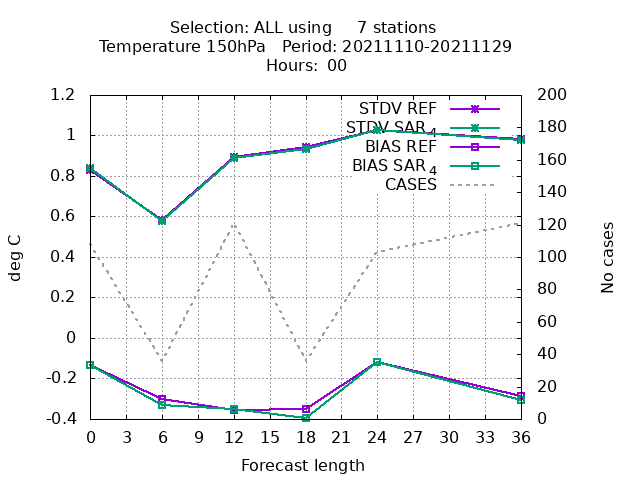 Selection: ALL using     7 stations
Temperature 150hPa   Period: 20211110-20211129
Hours: 00
1.2
1
0.8
0.6
0.4
0.2
0
-0.2
-0.4
deg C
STDV REF
STDV SAR 4
BIAS REF
BIAS SAR 4
CASES
200
180
160
140
120
100
80
60
40
20
0
No cases
0 3 6 9 12 15 18 21 24 27 30 33 36
Forecast length